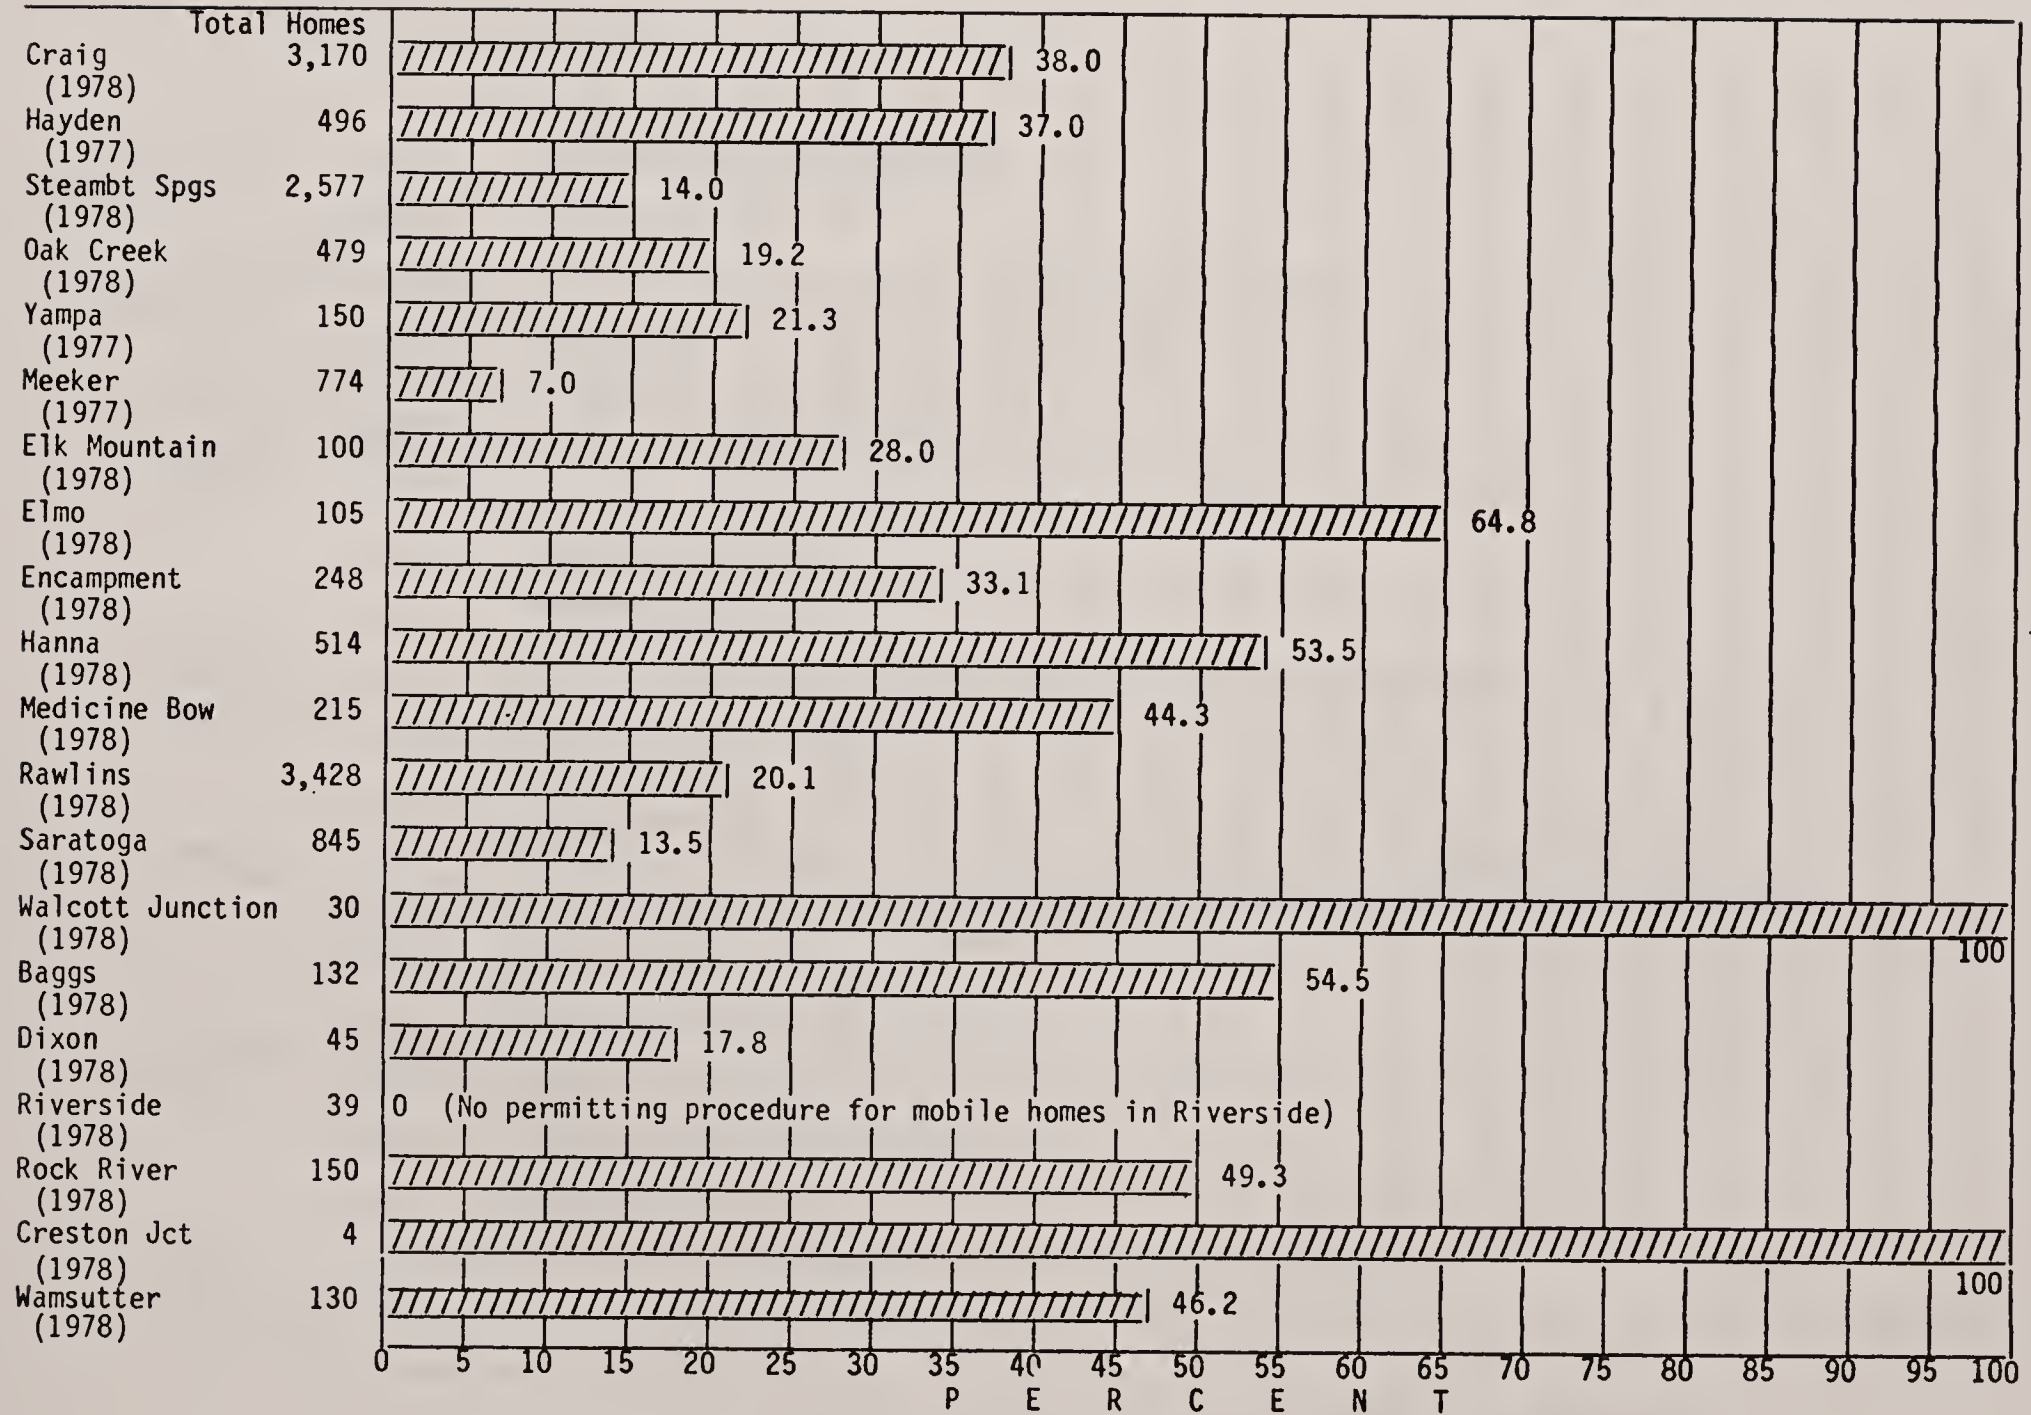 Total Homes
Craig 3,170 38.0
(1978)
Hayden 496 37.0
(1977)
Steambt Spgs 2,577 14.0
(1978)
Oak Creek 479 19.2
(1978)
Yampa 150 21.3
(1977)
Meeker 774 7.0
(1977)
Elk Mountain 100 28.0
(1978)
Elmo 105 64.8
(1978)
Encampment 248 33.1
(1978)
Hanna 514 53.5
(1978)
Medicine Bow 215 44.3
(1978)
Rawlins 3,428 20.1
(1978)
Saratoga 845 13.5
(1978)
Walcott Junction 30
(1978) 100
Baggs 132 54.5
(1978)
Dixon 45 17.8
(1978)
Riverside 39 0 (No permitting procedure for mobile homes in Riverside)
(1978)
Rock River 150 49.3
(1978)
Creston Jct 4
(1978) 100
Wamsutter 130 46.2
(1978)
0 5 10 15 20 25 30 35 40 45 50 55 60 65 70 75 80 85 90 95 100
P E R C E N T